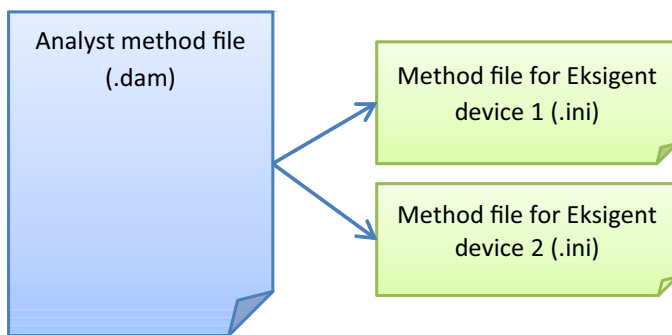 Analyst method file
(.dam)
Method file for Eksigent
device 1 (.ini)
Method file for Eksigent
device 2 (.ini)